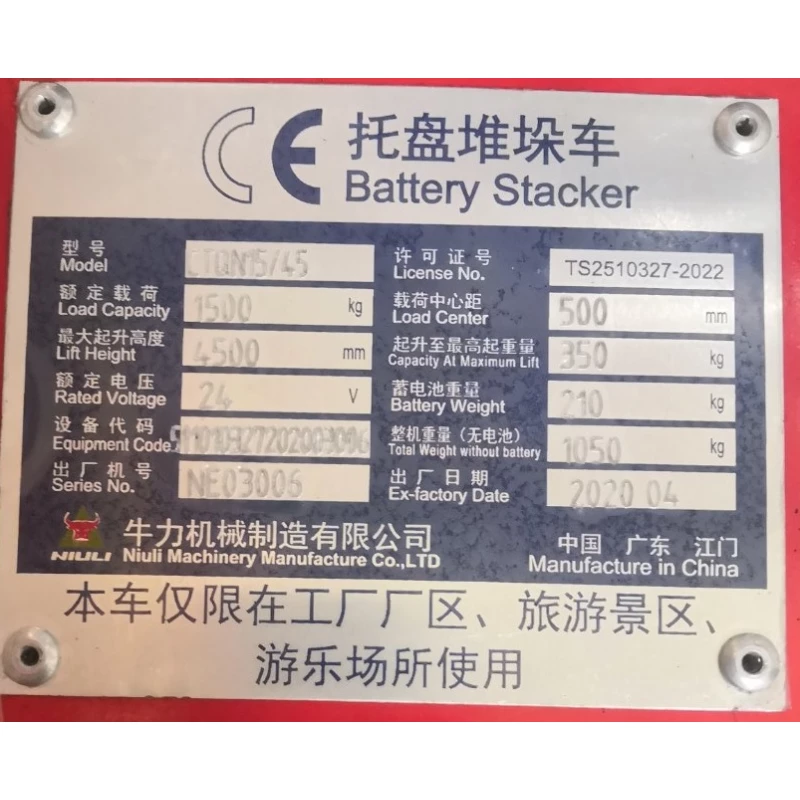 CE 托盘堆垛车
Battery Stacker
型号 CTQN15/45
Model
许可证号 TS2510327-2022
License No.
额定载荷 1500 kg
Load Capacity
载荷中心距 500 mm
Load Center
最大起升高度 4500 mm
Lift Height
起升至最高起重量 350 kg
Capacity At Maximum Lift
额定电压 24 V
Rated Voltage
蓄电池重量 210 kg
Battery Weight
设备代码
Equipment Code
整机重量（无电池） 1050 kg
Total Weight without battery
出厂机号 NE03006
Series No.
出厂日期 2020 04
Ex-factory Date
NIULI 牛力机械制造有限公司
Niuli Machinery Manufacture Co.,LTD
中国 广东 江门
Manufacture in China
本车仅限在工厂厂区、旅游景区、
游乐场所使用